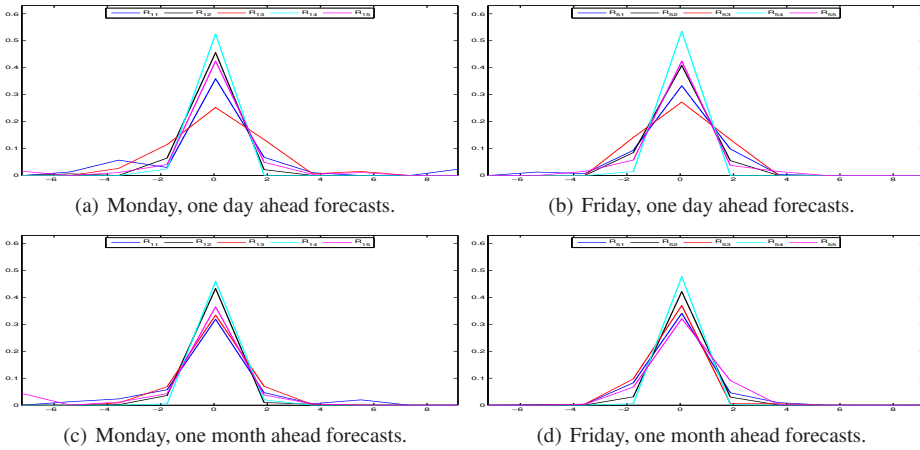 R11 R12 R13 R14 R15
0.6
0.5
0.4
0.3
0.2
0.1
0
−6 −4 −2 0 2 4 6 8
(a) Monday, one day ahead forecasts.
R51 R52 R53 R54 R55
0.6
0.5
0.4
0.3
0.2
0.1
0
−6 −4 −2 0 2 4 6 8
(b) Friday, one day ahead forecasts.
R11 R12 R13 R14 R15
0.6
0.5
0.4
0.3
0.2
0.1
0
−6 −4 −2 0 2 4 6 8
(c) Monday, one month ahead forecasts.
R51 R52 R53 R54 R55
0.6
0.5
0.4
0.3
0.2
0.1
0
−6 −4 −2 0 2 4 6 8
(d) Friday, one month ahead forecasts.